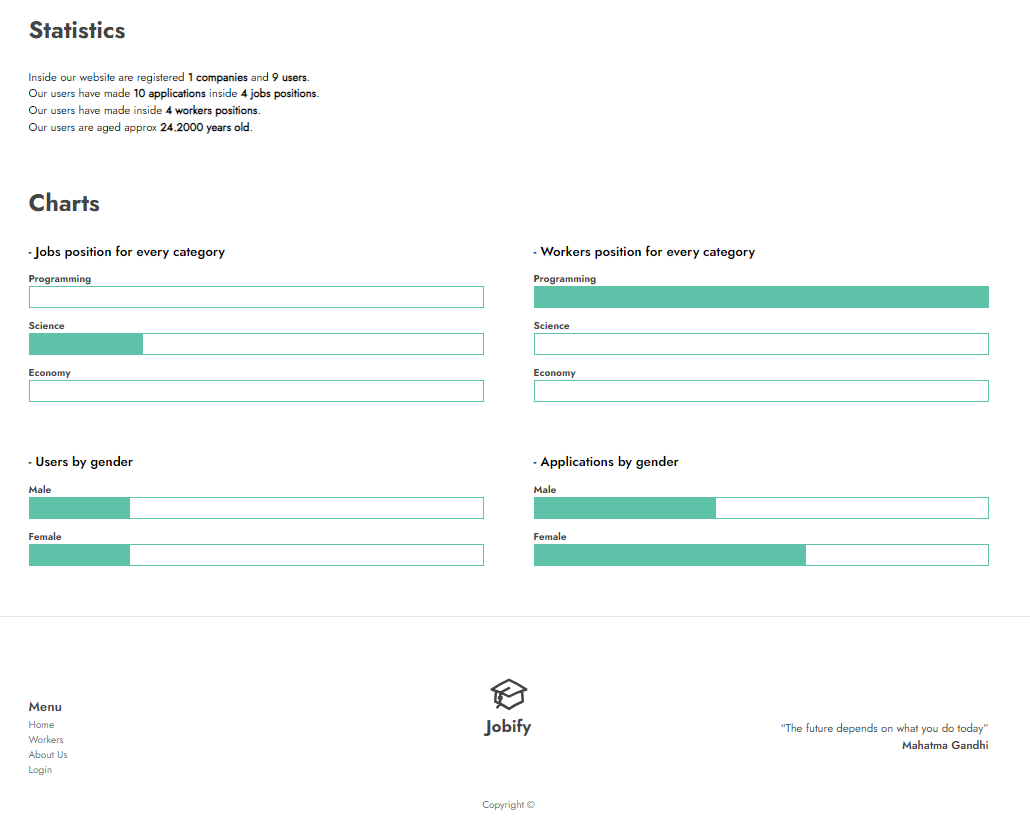 Statistics
Inside our website are registered 1 companies and 9 users.
Our users have made 10 applications inside 4 jobs positions.
Our users have made inside 4 workers positions.
Our users are aged approx 24.2000 years old.
Charts
- Jobs position for every category
Programming
Science
Economy
- Workers position for every category
Programming
Science
Economy
- Users by gender
Male
Female
- Applications by gender
Male
Female
Menu
Home
Workers
About Us
Login
Jobify
“The future depends on what you do today”
Mahatma Gandhi
Copyright ©